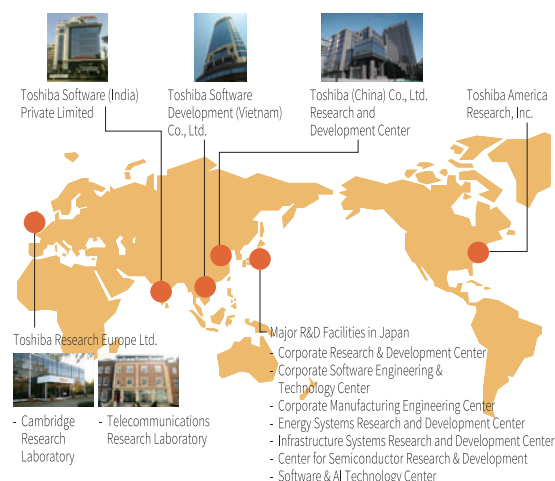 Toshiba Software (India)
Private Limited
Toshiba Software
Development (Vietnam)
Co., Ltd.
Toshiba (China) Co., Ltd.
Research and
Development Center
Toshiba America
Research, Inc.
Toshiba Research Europe Ltd.
- Cambridge
Research
Laboratory
- Telecommunications
Research Laboratory
Major R&D Facilities in Japan
- Corporate Research & Development Center
- Corporate Software Engineering &
Technology Center
- Corporate Manufacturing Engineering Center
- Energy Systems Research and Development Center
- Infrastructure Systems Research and Development Center
- Center for Semiconductor Research & Development
- Software & AI Technology Center